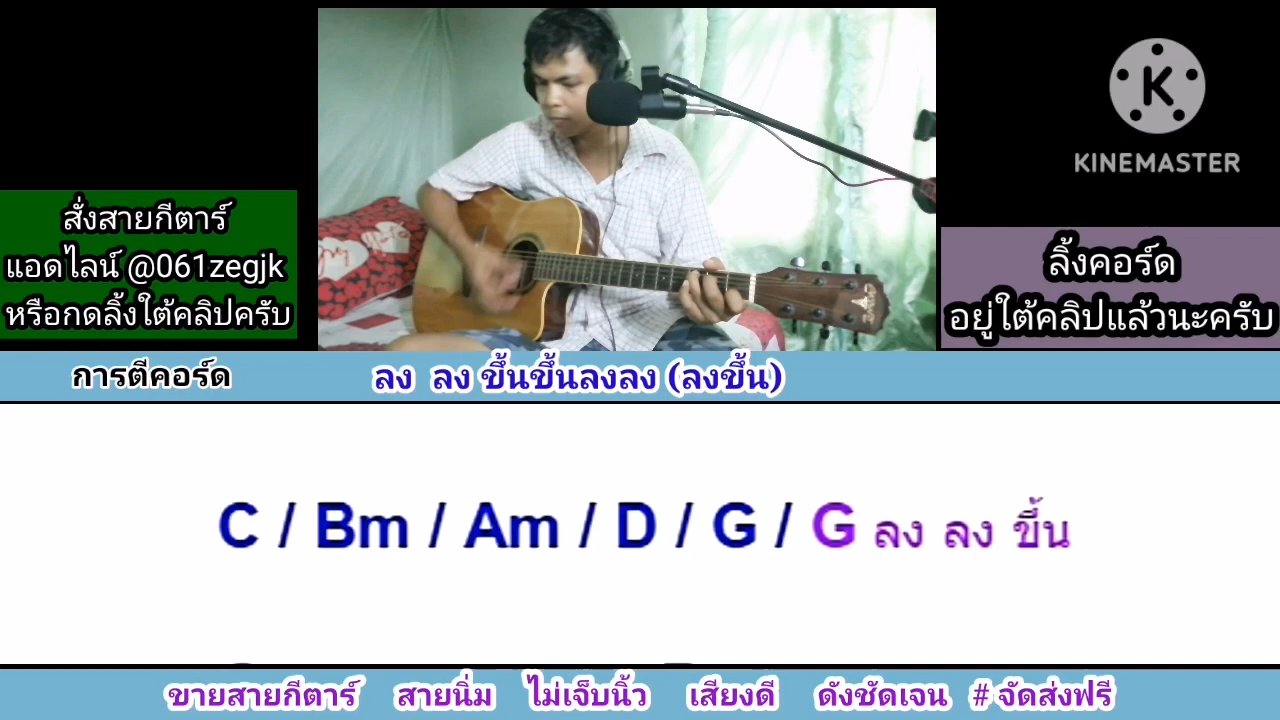 K
KINEMASTER
สั่งสายกีตาร์
แอดไลน์ @061zegjk
หรือกดลิ้งใต้คลิปครับ
ลิ้งคอร์ด
อยู่ใต้คลิปแล้วนะครับ
การตีคอร์ด ลง ลง ขึ้นขึ้นลงลง (ลงขึ้น)
C / Bm / Am / D / G / G ลง ลง ขึ้น
ขายสายกีตาร์ สายนิ่ม ไม่เจ็บนิ้ว เสียงดี ดังชัดเจน # จัดส่งฟรี